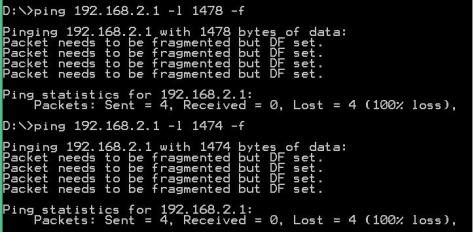 D:\>ping 192.168.2.1 -l 1478 -f
Pinging 192.168.2.1 with 1478 bytes of data:
Packet needs to be fragmented but DF set.
Packet needs to be fragmented but DF set.
Packet needs to be fragmented but DF set.
Packet needs to be fragmented but DF set.
Ping statistics for 192.168.2.1:
    Packets: Sent = 4, Received = 0, Lost = 4 (100% loss),
D:\>ping 192.168.2.1 -l 1474 -f
Pinging 192.168.2.1 with 1474 bytes of data:
Packet needs to be fragmented but DF set.
Packet needs to be fragmented but DF set.
Packet needs to be fragmented but DF set.
Packet needs to be fragmented but DF set.
Ping statistics for 192.168.2.1:
    Packets: Sent = 4, Received = 0, Lost = 4 (100% loss),